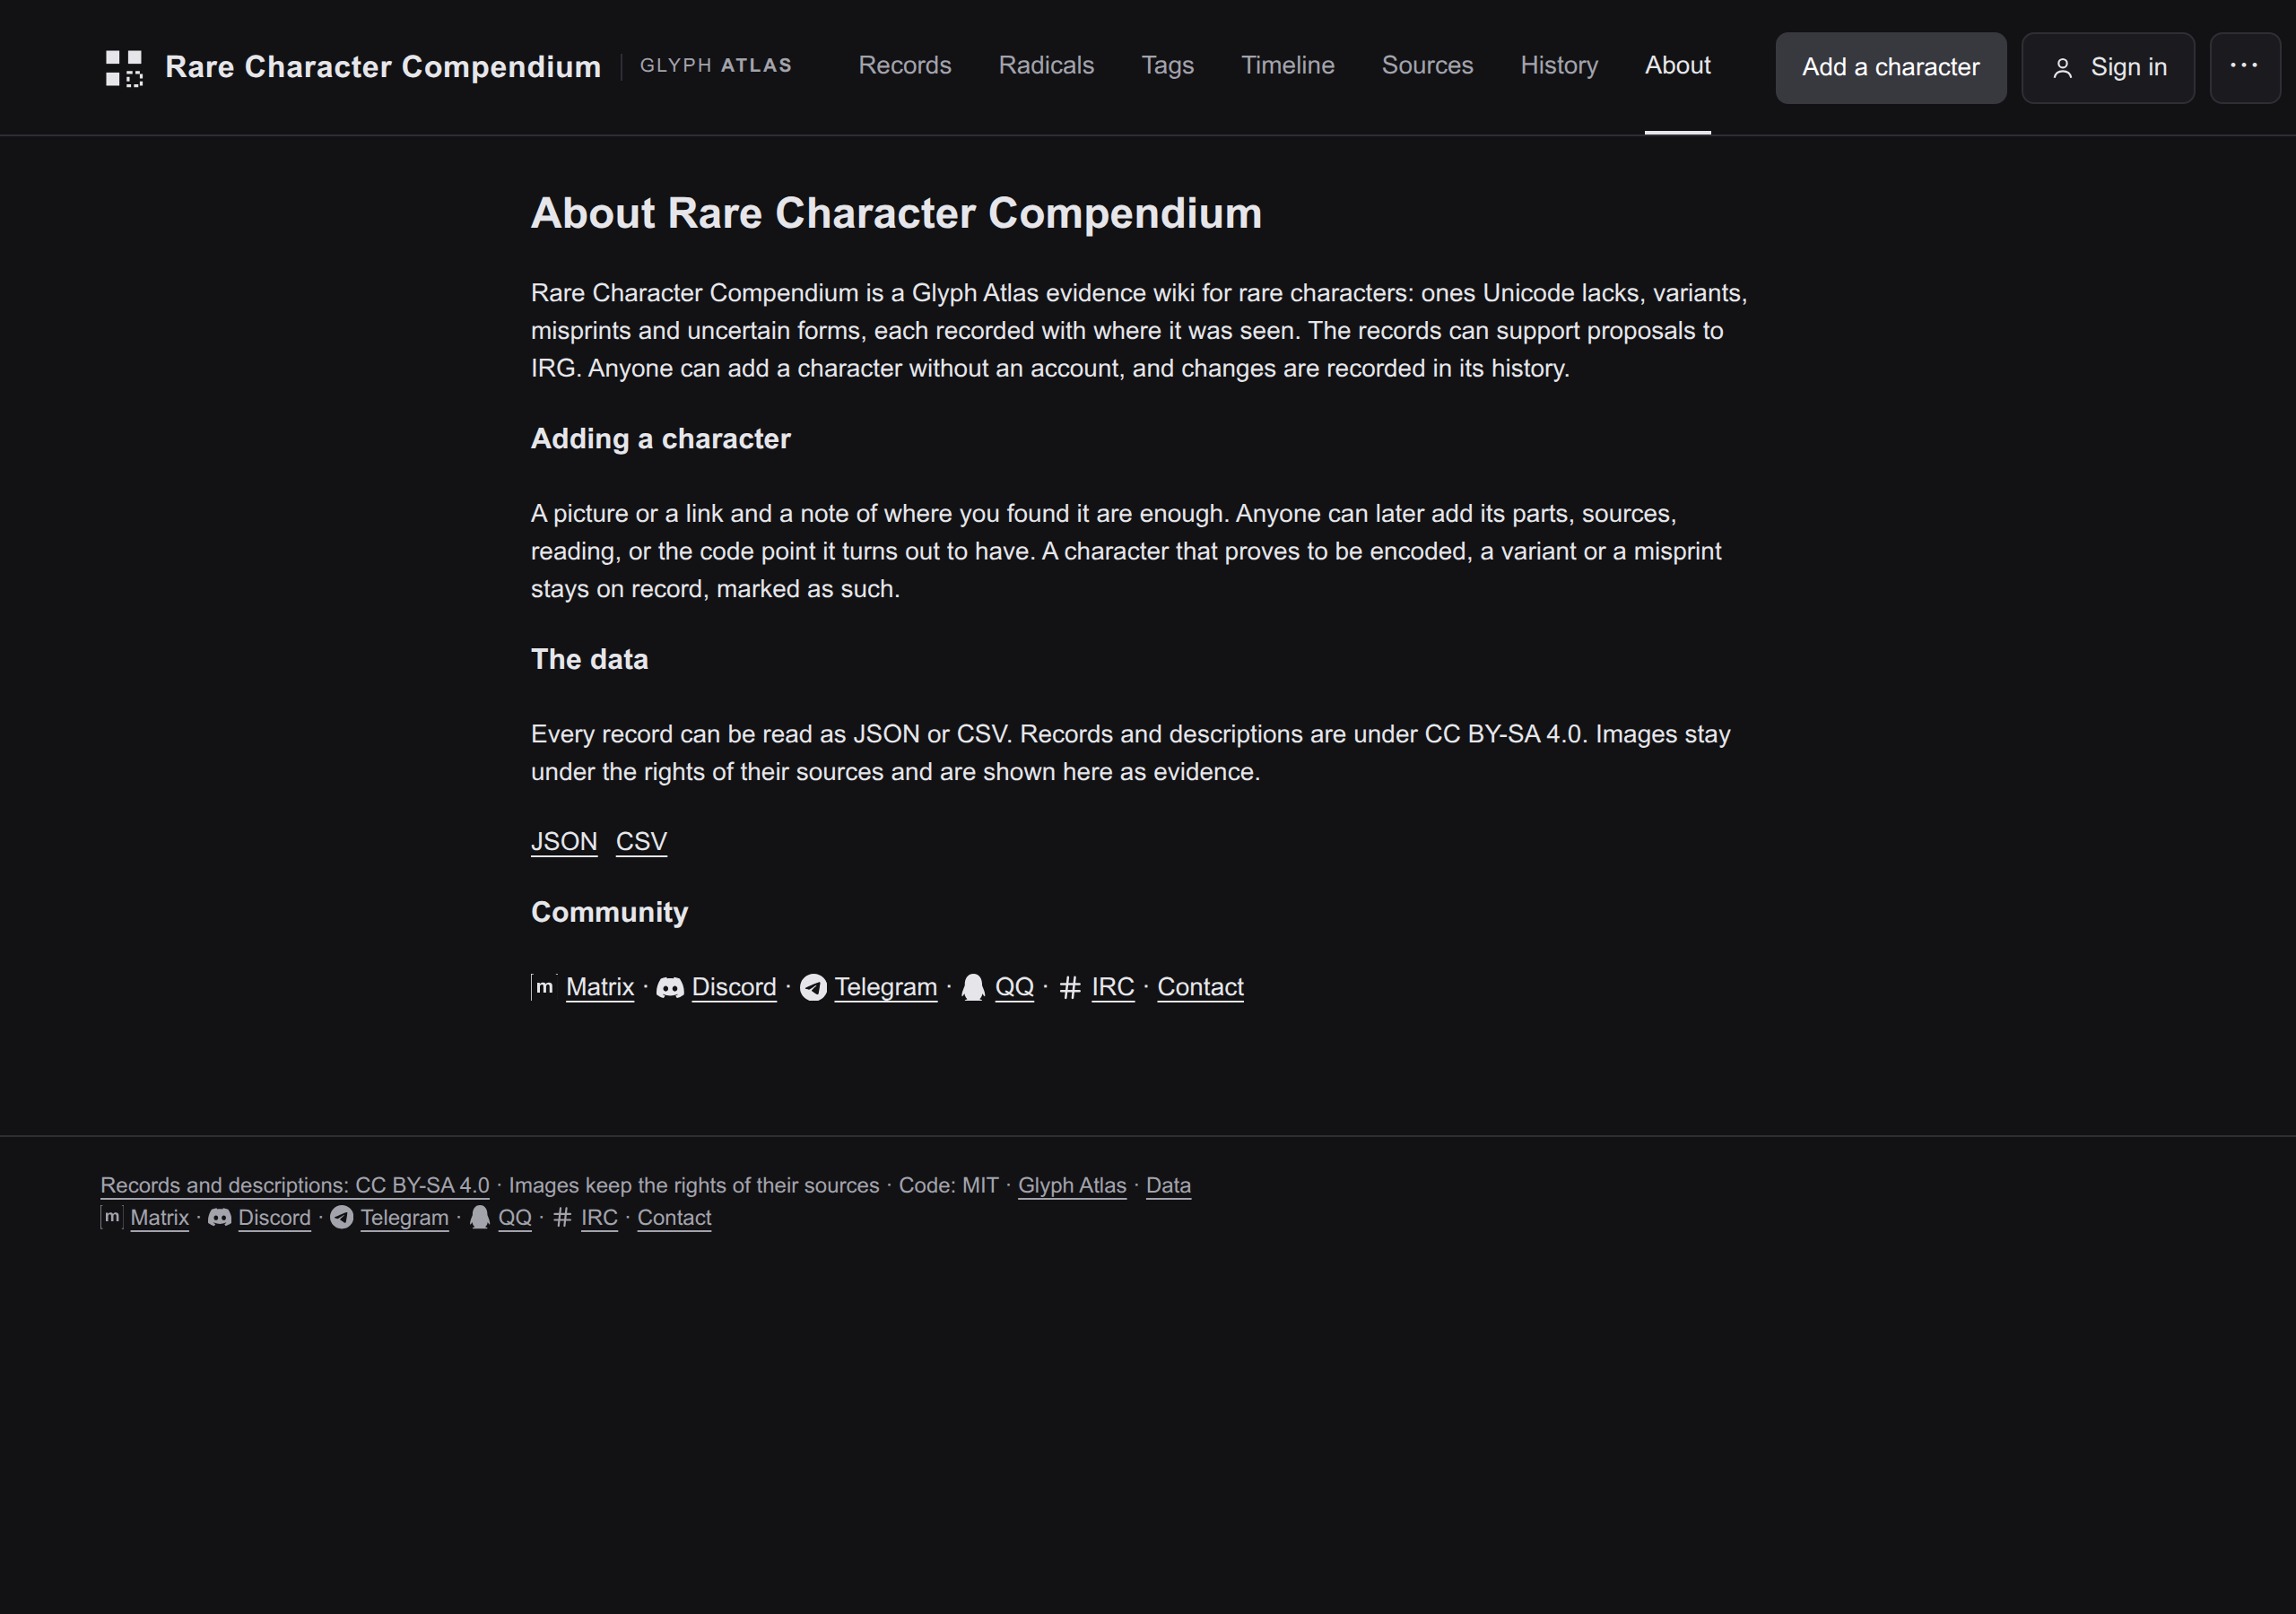 Rare Character Compendium GLYPH ATLAS Records Radicals Tags Timeline Sources History About Add a character Sign in ···
About Rare Character Compendium
Rare Character Compendium is a Glyph Atlas evidence wiki for rare characters: ones Unicode lacks, variants,
misprints and uncertain forms, each recorded with where it was seen. The records can support proposals to
IRG. Anyone can add a character without an account, and changes are recorded in its history.
Adding a character
A picture or a link and a note of where you found it are enough. Anyone can later add its parts, sources,
reading, or the code point it turns out to have. A character that proves to be encoded, a variant or a misprint
stays on record, marked as such.
The data
Every record can be read as JSON or CSV. Records and descriptions are under CC BY-SA 4.0. Images stay
under the rights of their sources and are shown here as evidence.
JSON CSV
Community
[m] Matrix · Discord · Telegram · QQ · # IRC · Contact
Records and descriptions: CC BY-SA 4.0 · Images keep the rights of their sources · Code: MIT · Glyph Atlas · Data
[m] Matrix · Discord · Telegram · QQ · # IRC · Contact